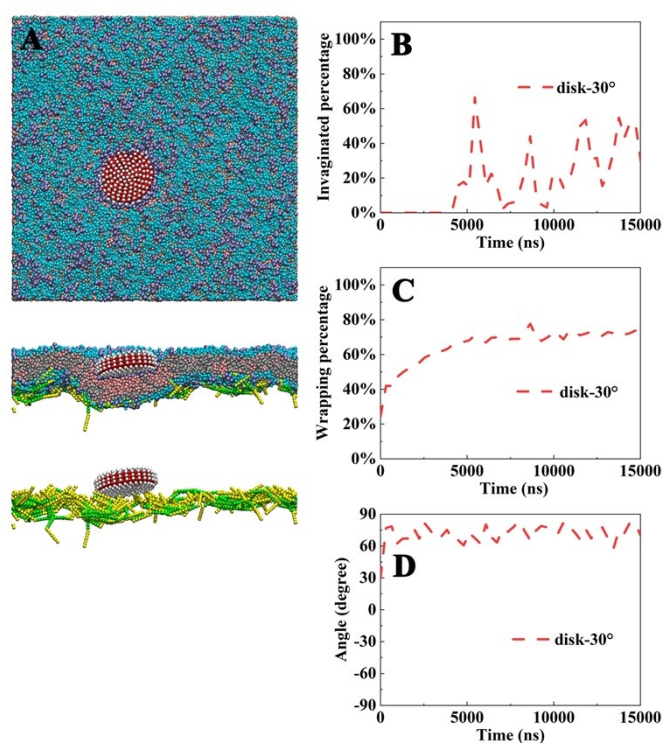 A
B
Invaginated percentage
100%
80%
60%
40%
20%
0%
disk-30°
0 5000 10000 15000
Time (ns)
C
Wrapping percentage
100%
80%
60%
40%
20%
0%
disk-30°
0 5000 10000 15000
Time (ns)
D
Angle (degree)
90
60
30
0
-30
-60
-90
disk-30°
0 5000 10000 15000
Time (ns)